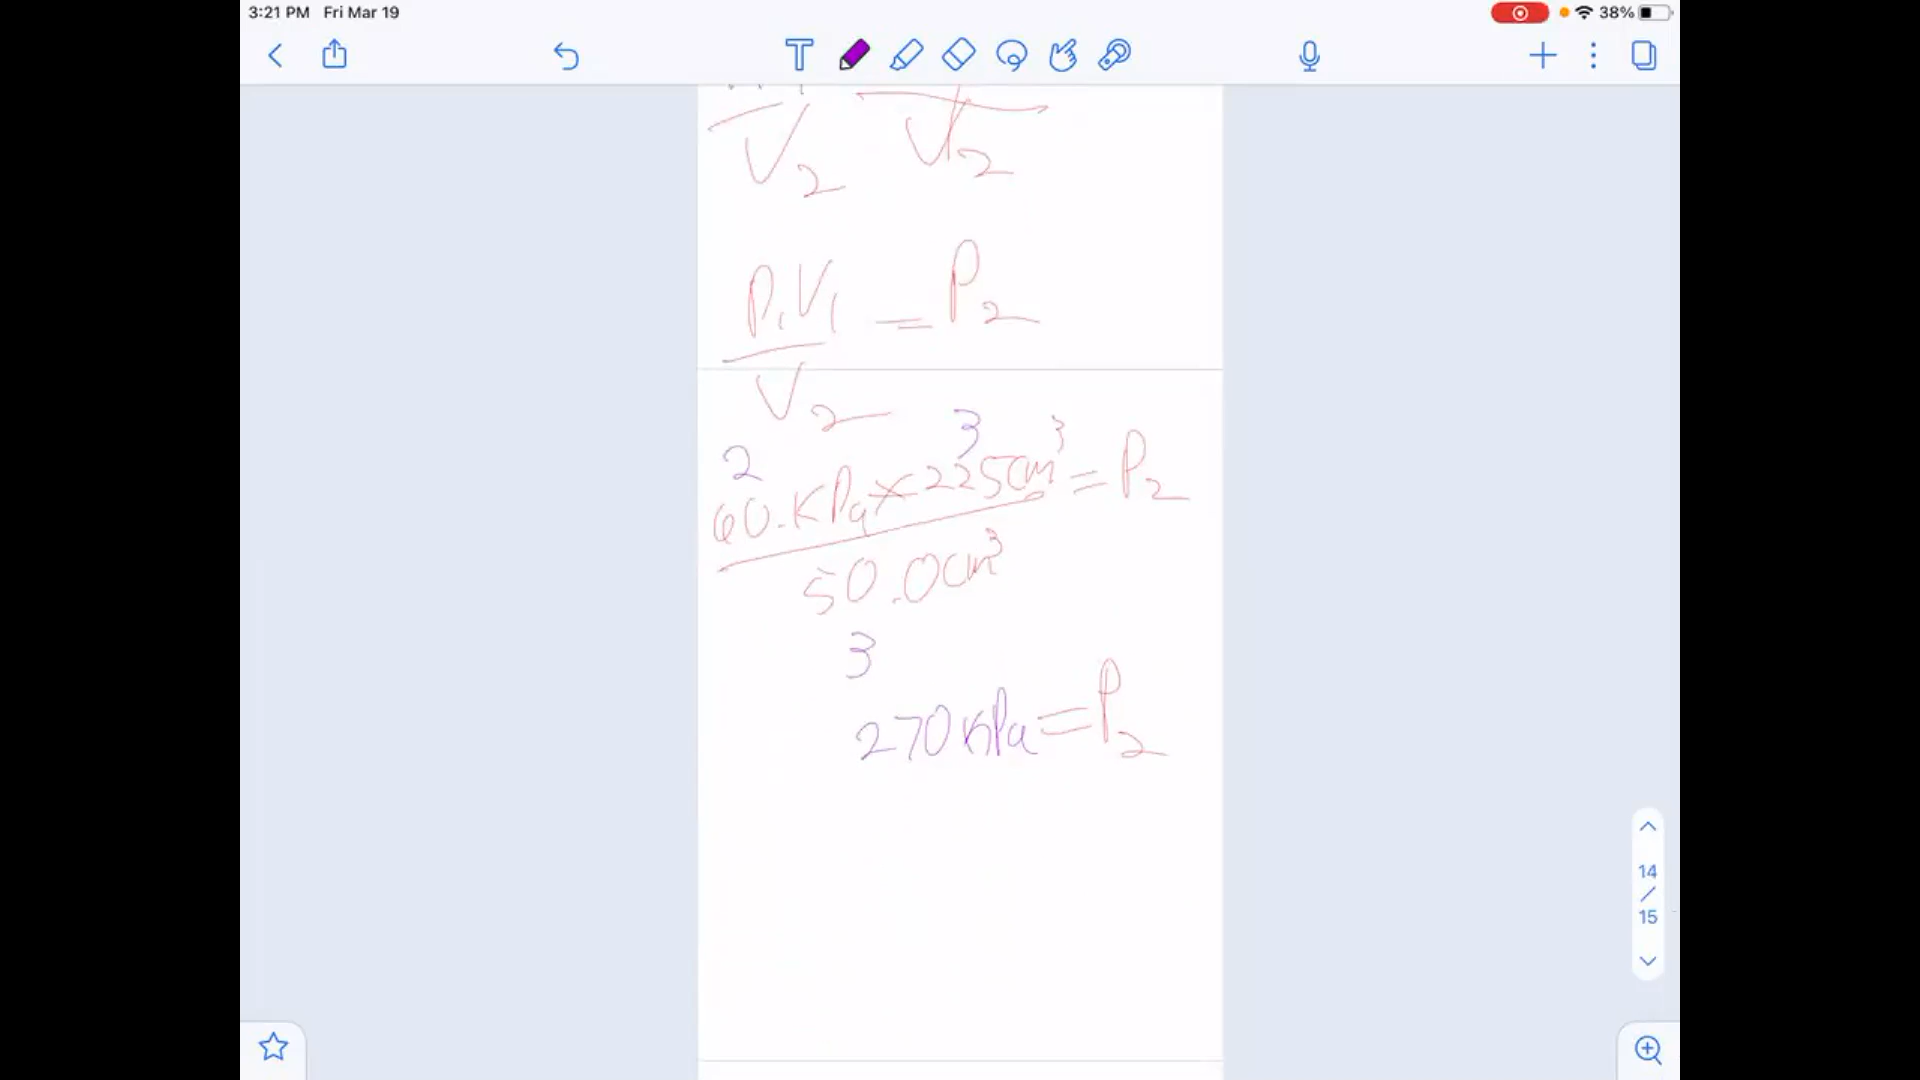 3:21 PM Fri Mar 19
38%
T
V2 V2
P1V1 = P2
V2
2 3
60.KPa x 225cm³ = P2
50.0cm³
3
270 KPa = P2
14
/
15